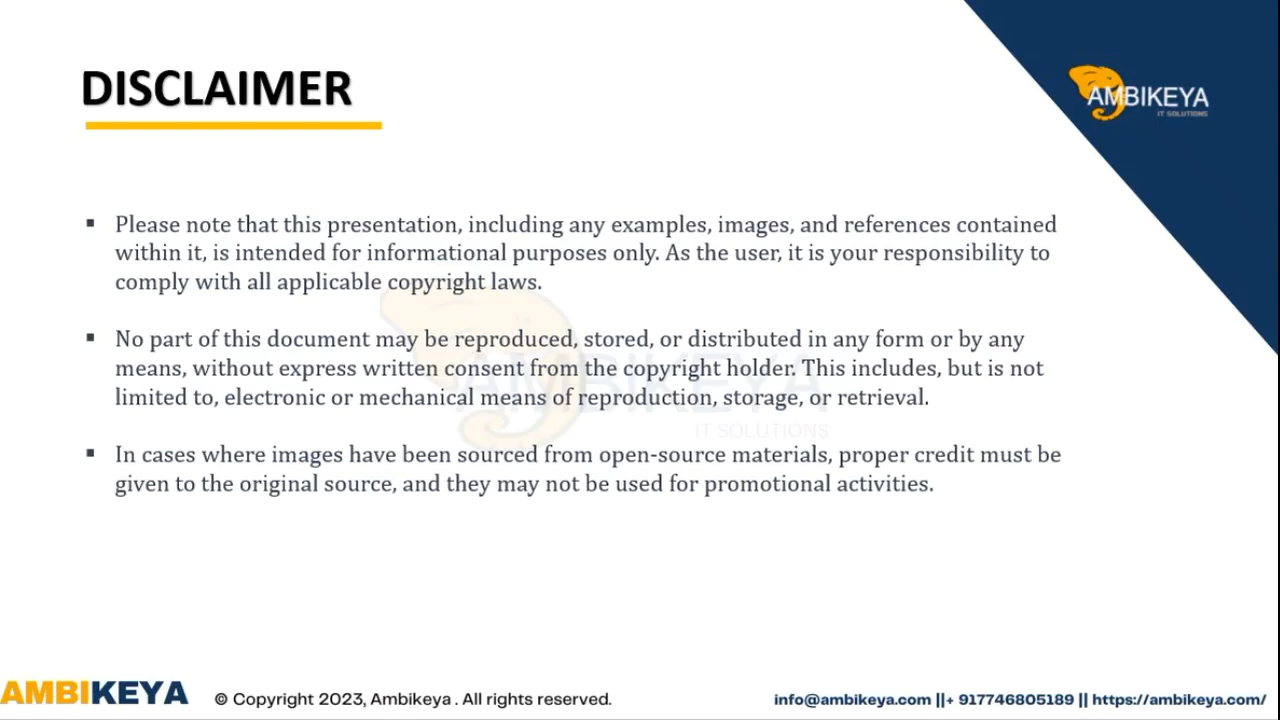 DISCLAIMER
AMBIKEYA
IT SOLUTIONS
▪ Please note that this presentation, including any examples, images, and references contained
within it, is intended for informational purposes only. As the user, it is your responsibility to
comply with all applicable copyright laws.
▪ No part of this document may be reproduced, stored, or distributed in any form or by any
means, without express written consent from the copyright holder. This includes, but is not
limited to, electronic or mechanical means of reproduction, storage, or retrieval.
AMBIKEYA
IT SOLUTIONS
▪ In cases where images have been sourced from open-source materials, proper credit must be
given to the original source, and they may not be used for promotional activities.
AMBIKEYA
© Copyright 2023, Ambikeya . All rights reserved.
info@ambikeya.com ||+ 917746805189 || https://ambikeya.com/